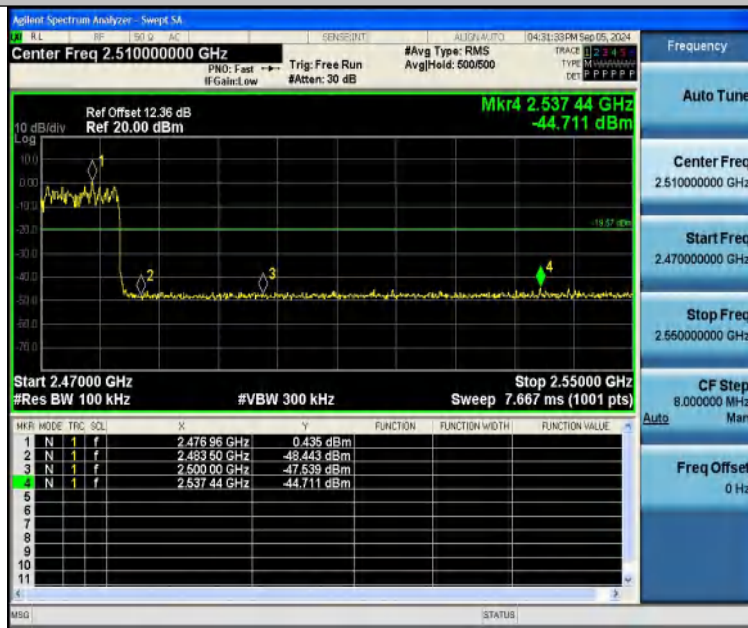 Agilent Spectrum Analyzer - Swept SA
RL RF 50 Ω AC SENSE:INT ALIGN AUTO 04:31:33PM Sep 05, 2024
Center Freq 2.510000000 GHz
PNO: Fast
IFGain:Low
Trig: Free Run
#Atten: 30 dB
#Avg Type: RMS
Avg|Hold: 500/500
TRACE 1 2 3 4 5
TYPE M
DET P P P P P P
Ref Offset 12.36 dB
10 dB/div Ref 20.00 dBm
Log
Mkr4 2.537 44 GHz
-44.711 dBm
10.0
0.00
-10.0
-20.0
-30.0
-40.0
-50.0
-60.0
-70.0
1
2
3
4
-19.57 dBm
Start 2.47000 GHz Stop 2.55000 GHz
#Res BW 100 kHz #VBW 300 kHz Sweep 7.667 ms (1001 pts)
MKR MODE TRC SCL X Y FUNCTION FUNCTION WIDTH FUNCTION VALUE
1 N 1 f 2.476 96 GHz 0.435 dBm
2 N 1 f 2.483 50 GHz -48.443 dBm
3 N 1 f 2.500 00 GHz -47.539 dBm
4 N 1 f 2.537 44 GHz -44.711 dBm
5
6
7
8
9
10
11
MSG STATUS
Frequency
Auto Tune
Center Freq
2.510000000 GHz
Start Freq
2.470000000 GHz
Stop Freq
2.550000000 GHz
CF Step
8.000000 MHz
Auto Man
Freq Offset
0 Hz